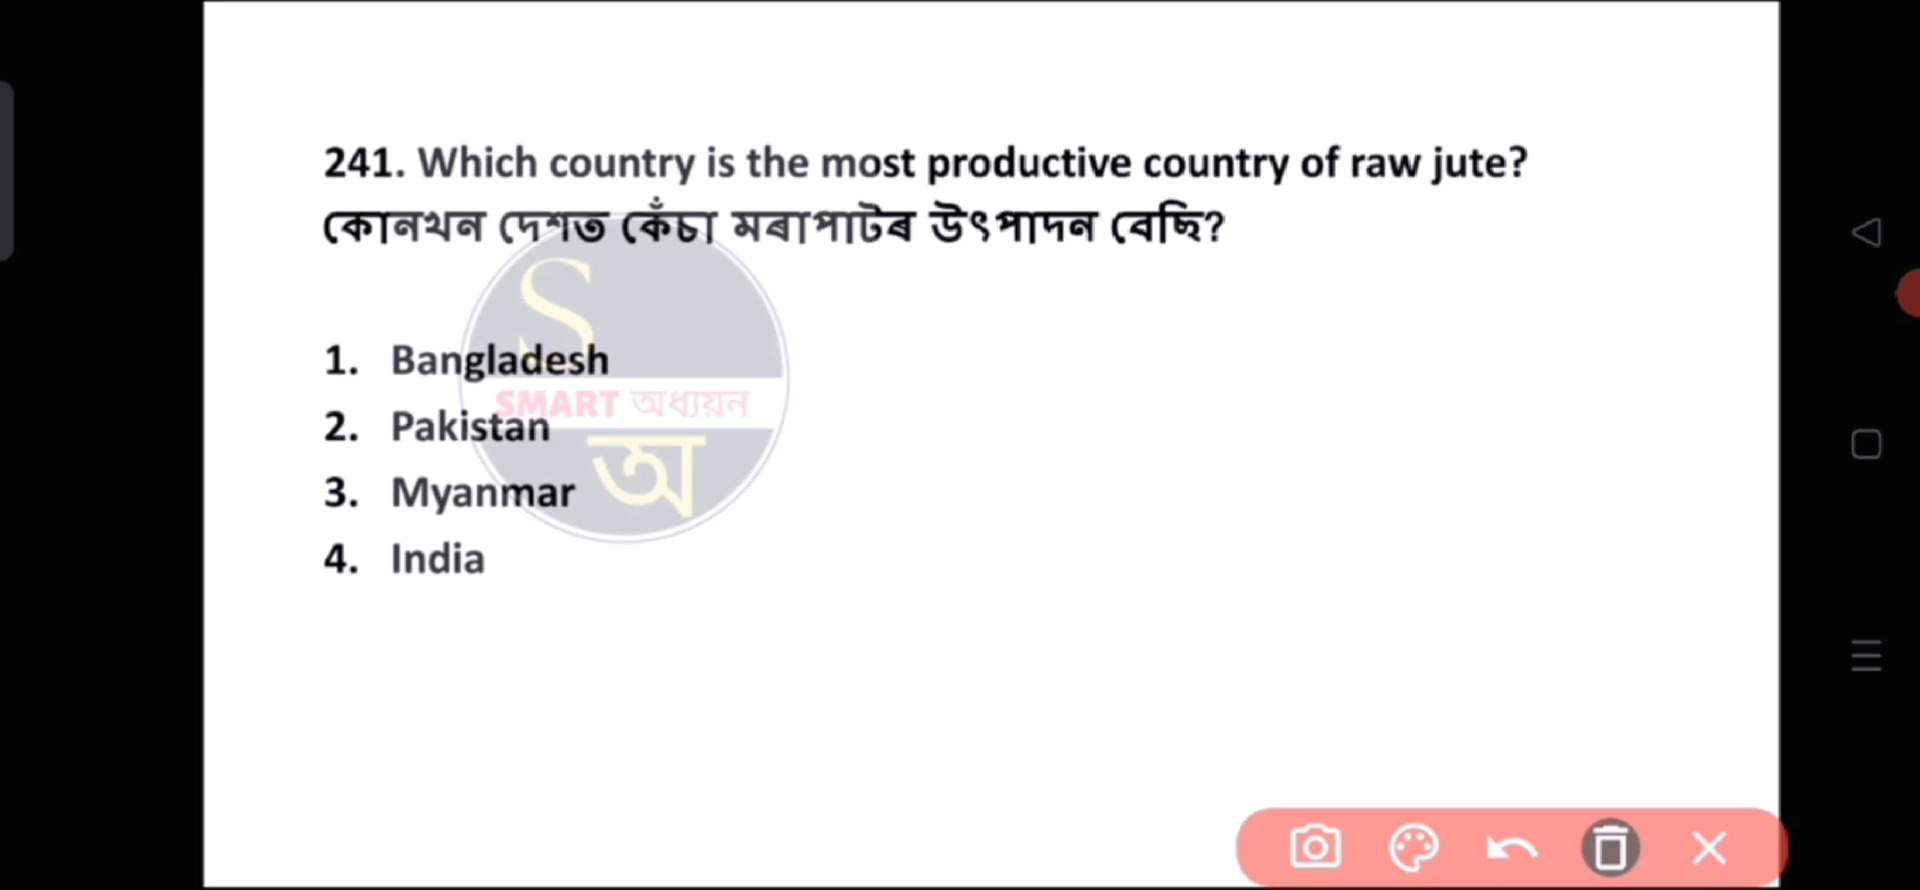 241. Which country is the most productive country of raw jute?
কোনখন দেশত কেঁচা মৰাপাটৰ উৎপাদন বেছি?
S
1. Bangladesh
SMART অধ্যয়ন
2. Pakistan
অ
3. Myanmar
4. India